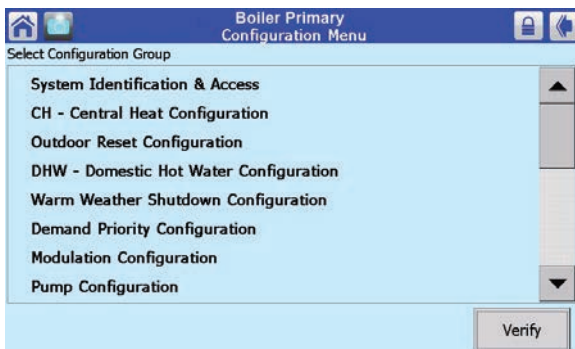 Boiler Primary
Configuration Menu
Select Configuration Group
System Identification & Access
CH - Central Heat Configuration
Outdoor Reset Configuration
DHW - Domestic Hot Water Configuration
Warm Weather Shutdown Configuration
Demand Priority Configuration
Modulation Configuration
Pump Configuration
Verify